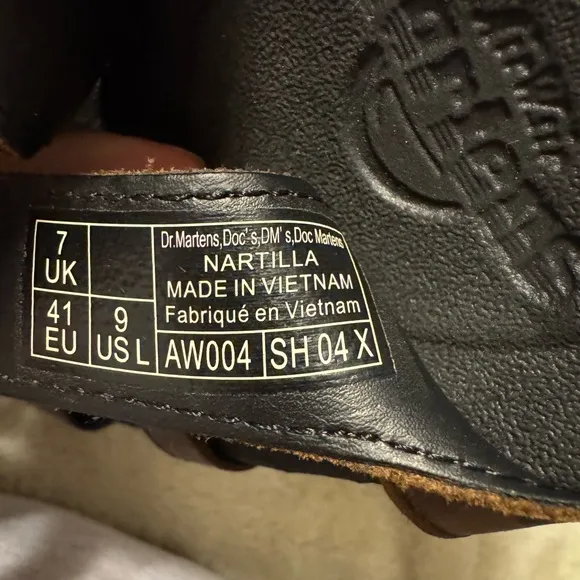 7
UK
41
EU
9
US L
Dr.Martens,Doc's,DM's,Doc Martens
NARTILLA
MADE IN VIETNAM
Fabriqué en Vietnam
AW004
SH 04 X